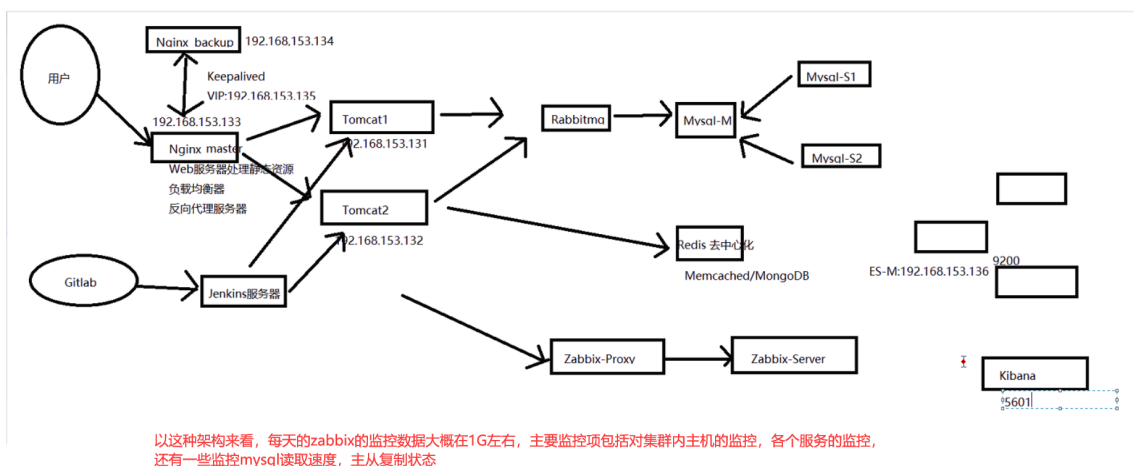 Nginx backup
192.168.153.134
用户
Keepalived
VIP:192.168.153.135
192.168.153.133
Nginx master
Web服务器处理静态资源
负载均衡器
反向代理服务器
Tomcat1
192.168.153.131
Tomcat2
192.168.153.132
Rabbitmq
Mysql-M
Mysql-S1
Mysql-S2
Gitlab
Jenkins服务器
Redis 去中心化
Memcached/MongoDB
ES-M:192.168.153.136
9200
Zabbix-Proxy
Zabbix-Server
Kibana
5601
以这种架构来看，每天的zabbix的监控数据大概在1G左右，主要监控项包括对集群内主机的监控，各个服务的监控，
还有一些监控mysql读取速度，主从复制状态